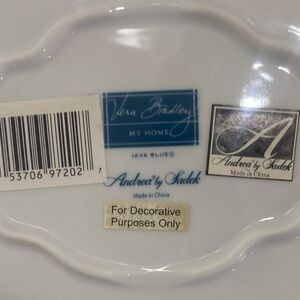 Vera Bradley
MY HOME
JAVA BLUE©
Andrea® by Sadek
Made in China
For Decorative
Purposes Only
53706 97202 7
A
Andrea® by Sadek
Made in China